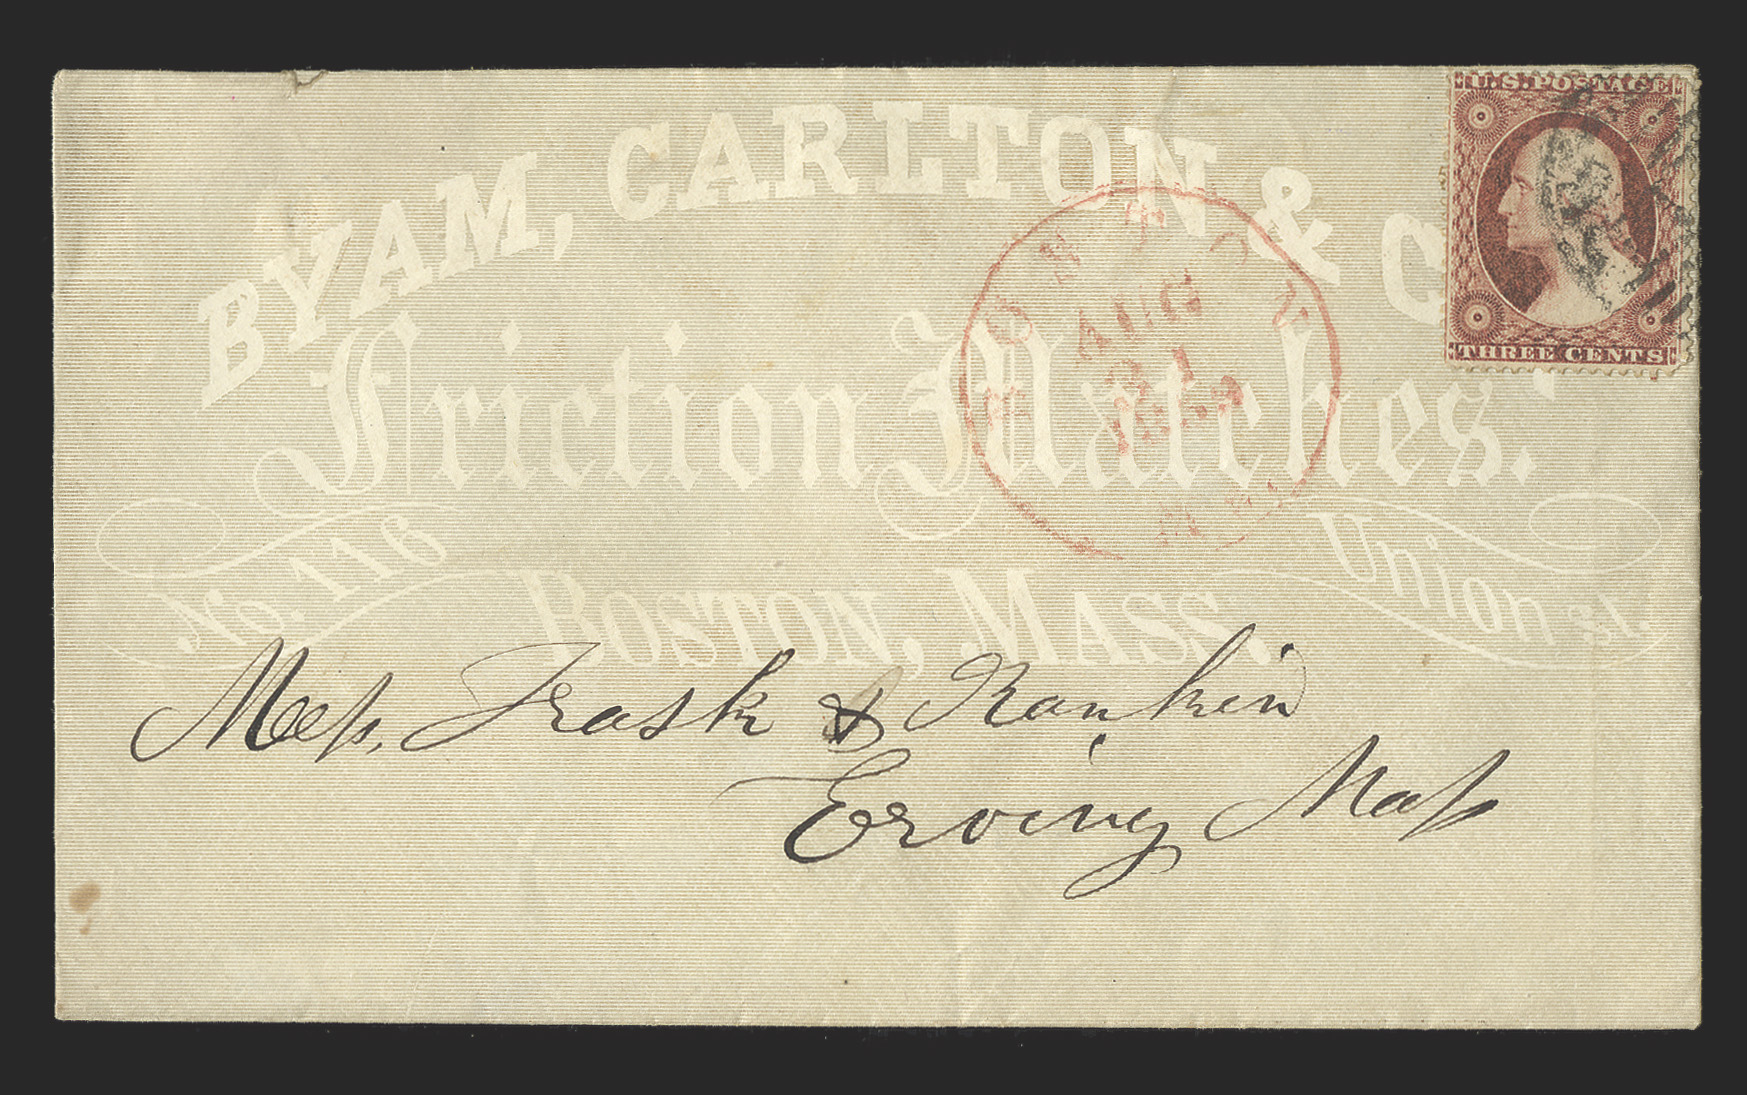 U.S. POSTAGE
THREE CENTS
BYAM, CARLTON & C
Friction Matches.
No. 116 Union St.
BOSTON, MASS.
AUG
31
Mess. Trask & Rankin
Erving Mass